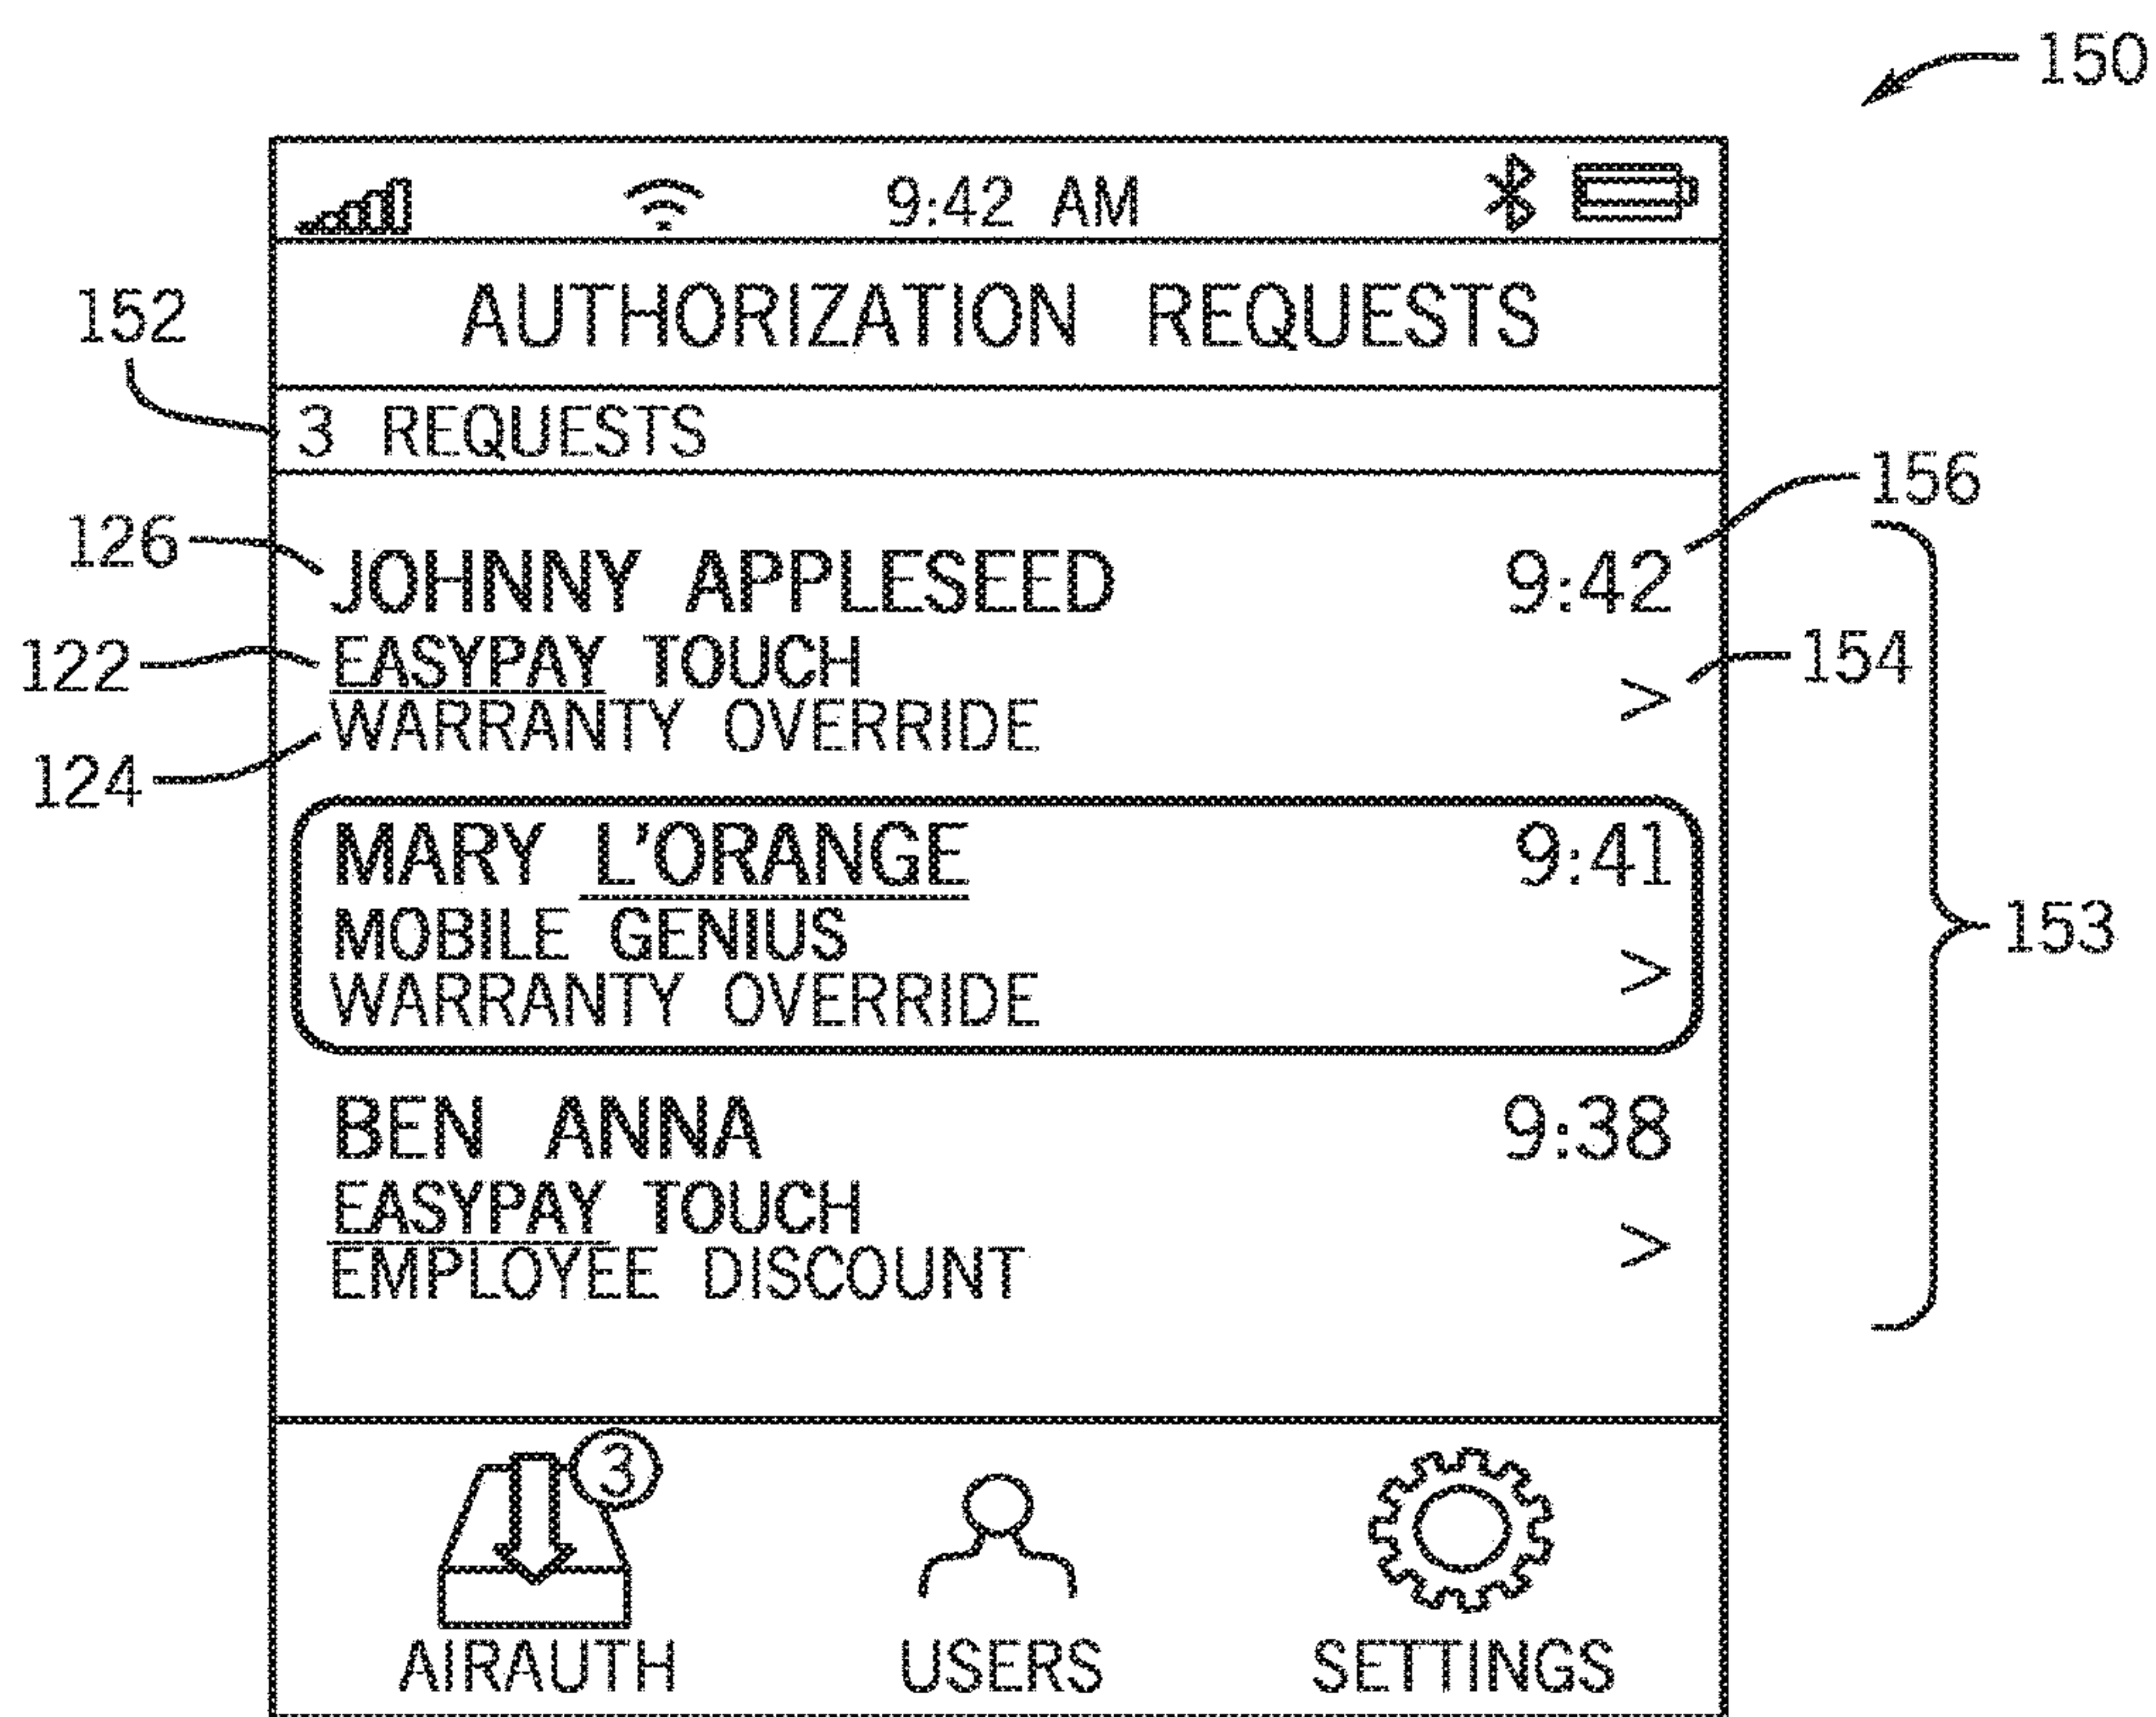 150
9:42 AM
AUTHORIZATION REQUESTS
152
3 REQUESTS
156
126
JOHNNY APPLESEED 9:42
122
EASYPAY TOUCH
> 154
WARRANTY OVERRIDE
124
MARY L'ORANGE 9:41
153
MOBILE GENIUS
>
WARRANTY OVERRIDE
BEN ANNA 9:38
EASYPAY TOUCH
>
EMPLOYEE DISCOUNT
3
AIRAUTH USERS SETTINGS